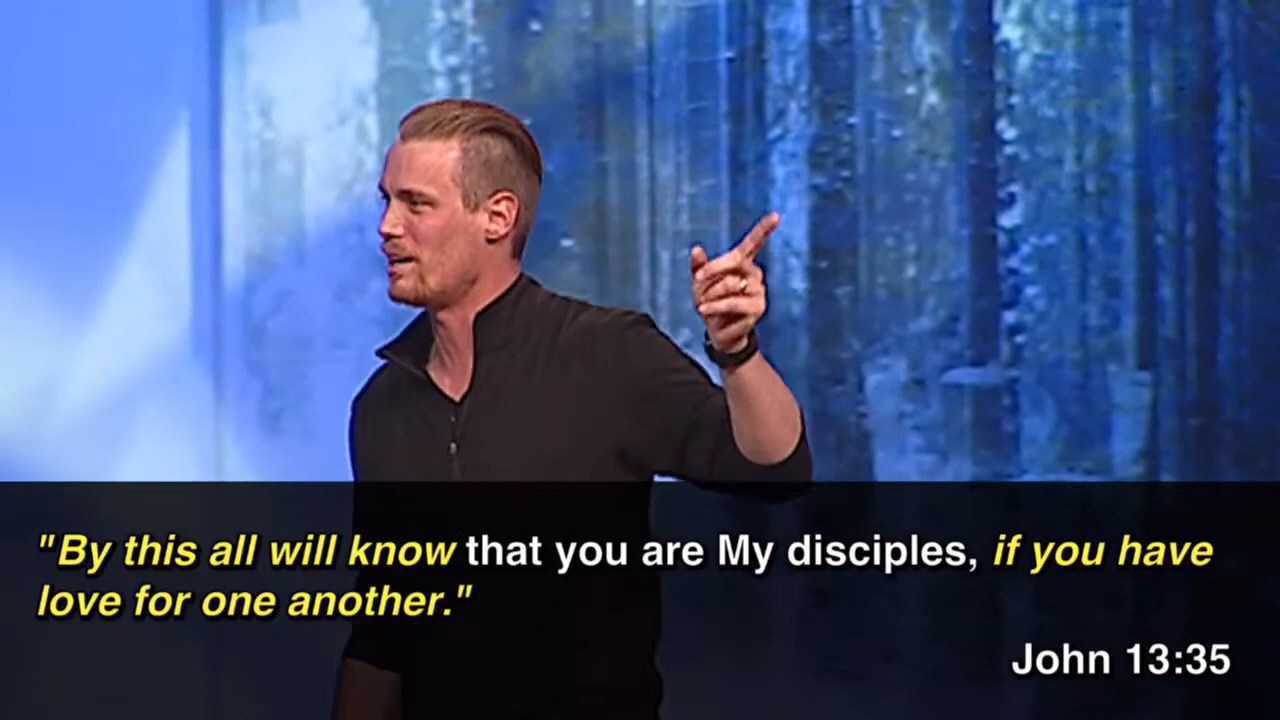 "By this all will know that you are My disciples, if you have
love for one another."
John 13:35